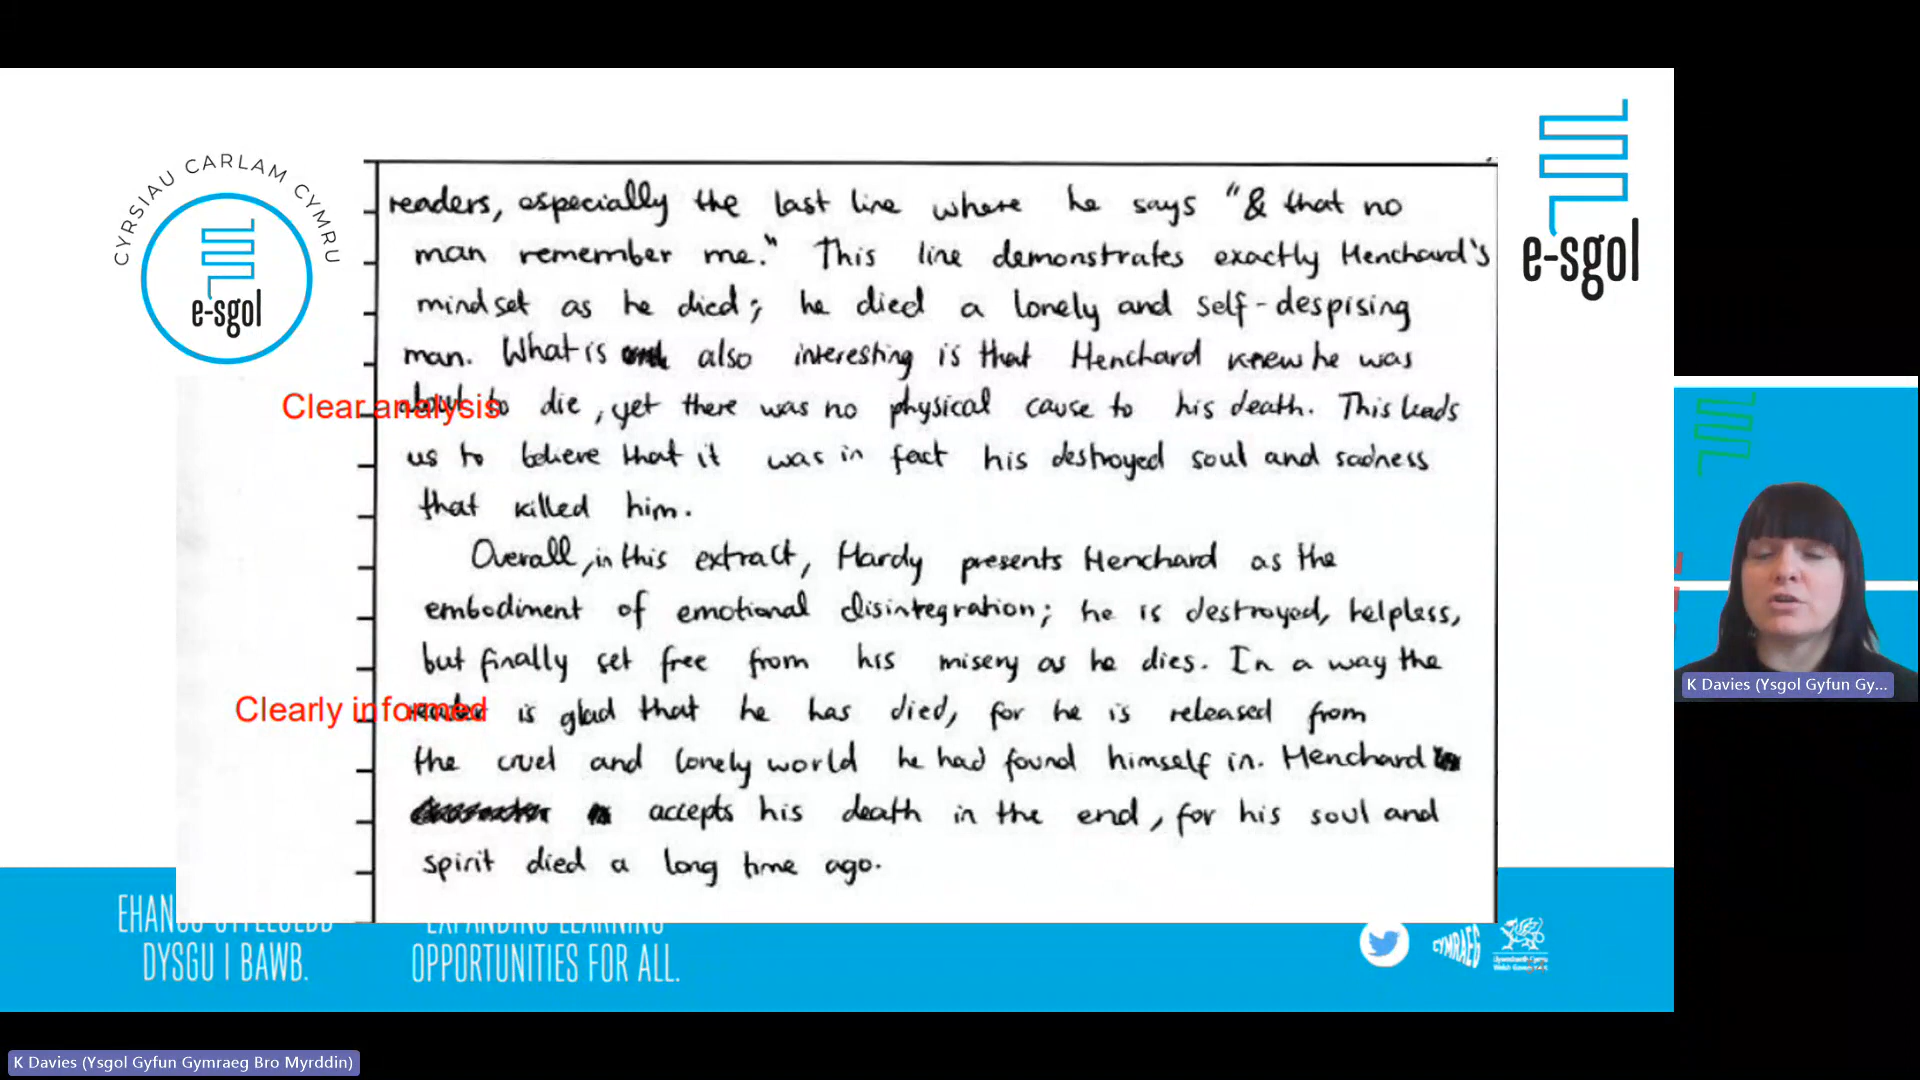 CYRSIAU CARLAM CYMRU
e-sgol
e-sgol
readers, especially the last line where he says "& that no
man remember me." This line demonstrates exactly Henchard's
mindset as he died; he died a lonely and self-despising
man. What is also interesting is that Henchard knew he was
Clear analysis
about to die, yet there was no physical cause to his death. This leads
us to believe that it was in fact his destroyed soul and sadness
that killed him.
Overall, in this extract, Hardy presents Henchard as the
embodiment of emotional disintegration; he is destroyed, helpless,
but finally set free from his misery as he dies. In a way the
Clearly informed
reader is glad that he has died, for he is released from
the cruel and lonely world he had found himself in. Henchard
accepts his death in the end, for his soul and
spirit died a long time ago.
DYSGU I BAWB.
EXPANDING LEARNING
OPPORTUNITIES FOR ALL.
CYMRAEG
K Davies (Ysgol Gyfun Gy...
K Davies (Ysgol Gyfun Gymraeg Bro Myrddin)